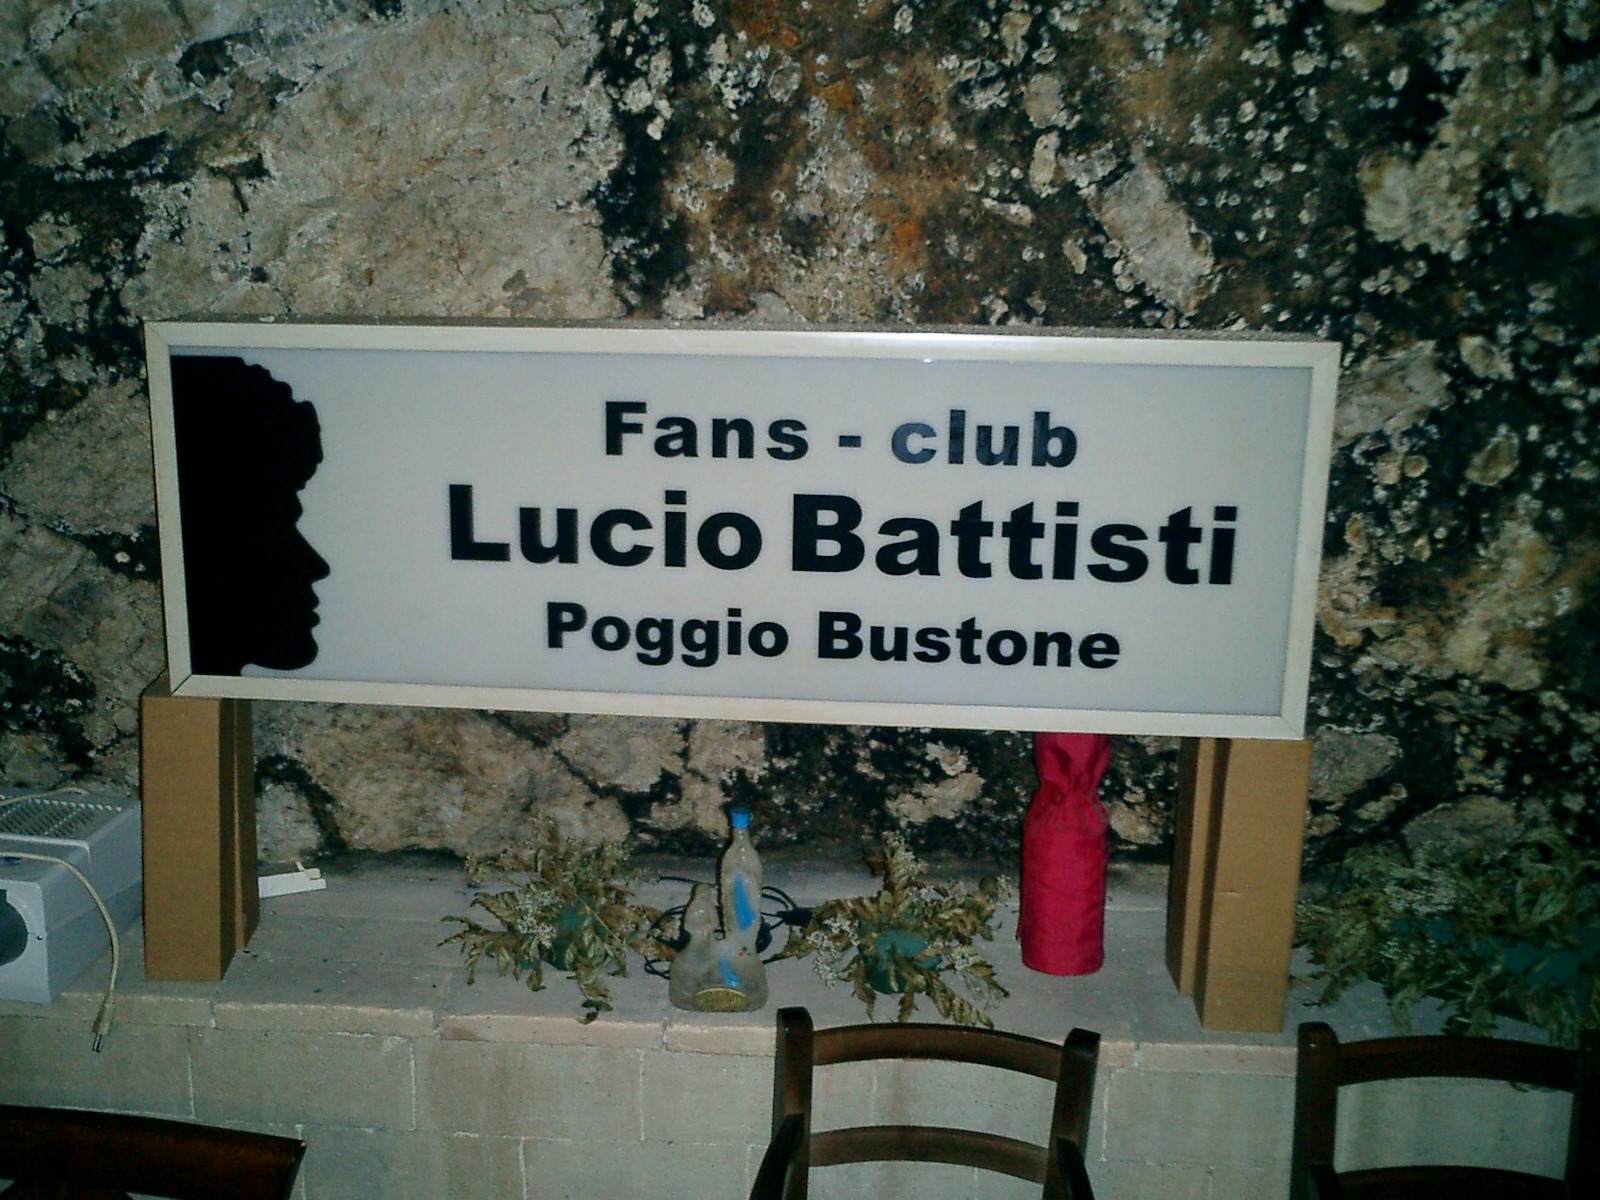 Fans - club
Lucio Battisti
Poggio Bustone